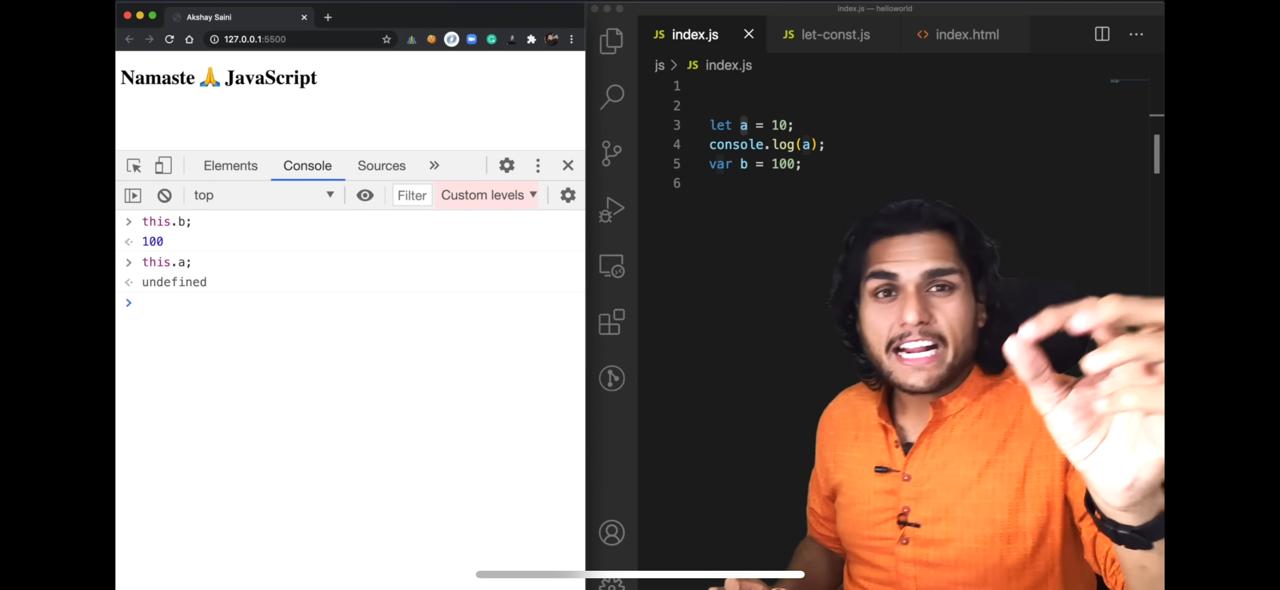 Akshay Saini
127.0.0.1:5500
Namaste 🙏 JavaScript
Elements Console Sources
top Filter Custom levels
this.b;
100
this.a;
undefined
index.js — helloworld
JS index.js JS let-const.js index.html
js > JS index.js
1
2
3 let a = 10;
4 console.log(a);
5 var b = 100;
6